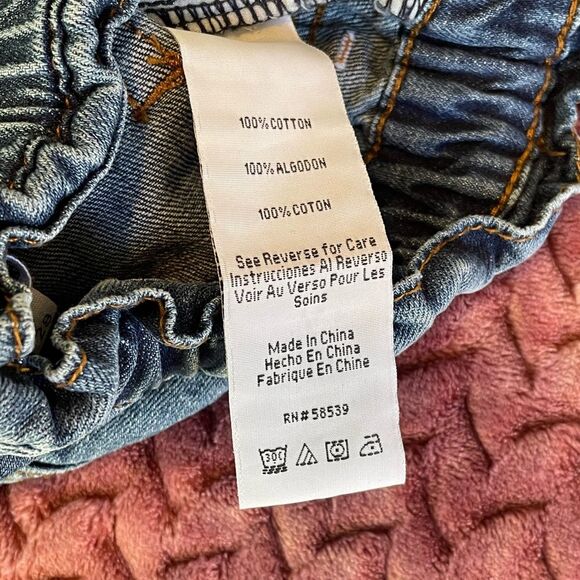 100% COTTON
100% ALGODON
100% COTON
See Reverse for Care
Instrucciones Al Reverso
Voir Au Verso Pour Les
Soins
Made In China
Hecho En China
Fabrique En Chine
RN# 58539
30C